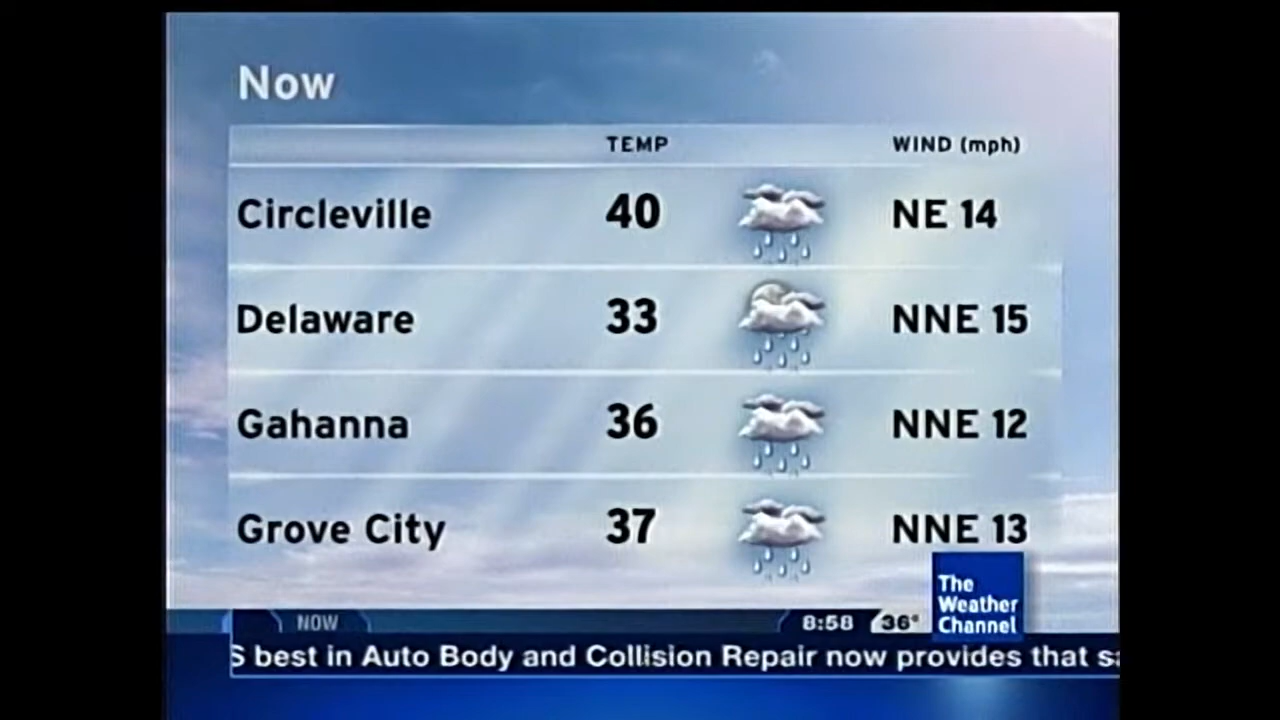 Now
TEMP WIND (mph)
Circleville 40 NE 14
Delaware 33 NNE 15
Gahanna 36 NNE 12
Grove City 37 NNE 13
The
Weather
Channel
NOW 8:58 36°
S best in Auto Body and Collision Repair now provides that sa